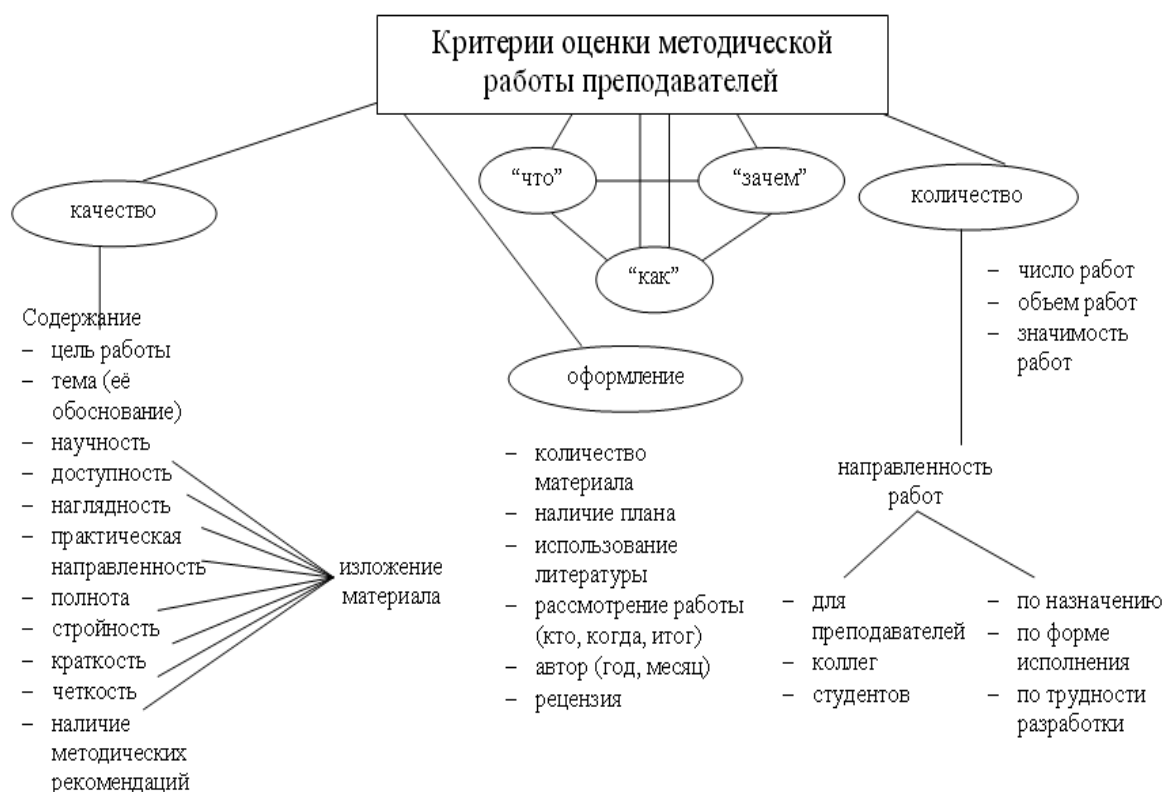 Критерии оценки методической
работы преподавателей
“что”
“зачем”
“как”
качество
количество
оформление
Содержание
– цель работы
– тема (её
обоснование)
– научность
– доступность
– наглядность
– практическая
направленность
– полнота
– стройность
– краткость
– четкость
– наличие
методических
рекомендаций
изложение
материала
– количество
материала
– наличие плана
– использование
литературы
– рассмотрение работы
(кто, когда, итог)
– автор (год, месяц)
– рецензия
– число работ
– обьем работ
– значимость
работ
направленность
работ
– для
преподавателей
– коллег
– студентов
– по назначению
– по форме
исполнения
– по трудности
разработки